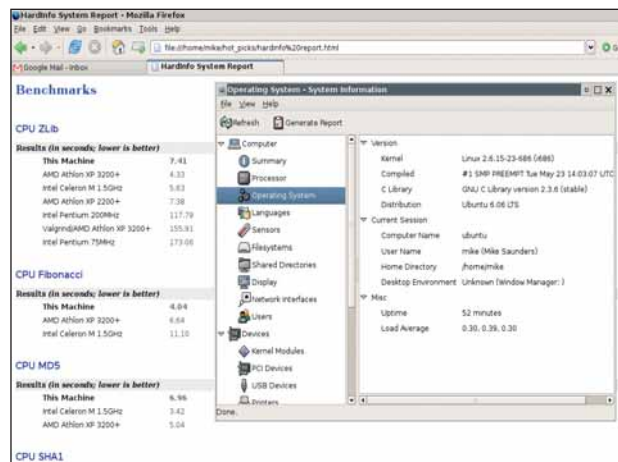 HardInfo System Report - Mozilla Firefox
File Edit View Go Bookmarks Tools Help
file:///home/mike/hot_picks/hardinfo%20report.html
Google Mail - Inbox
HardInfo System Report
Benchmarks
CPU ZLib
Results (in seconds; lower is better)
This Machine 7.41
AMD Athlon XP 3200+ 4.33
Intel Celeron M 1.5GHz 5.63
AMD Athlon XP 2200+ 7.38
Intel Pentium 200MHz 117.79
Valgrind/AMD Athlon XP 3200+ 155.91
Intel Pentium 75MHz 173.06
CPU Fibonacci
Results (in seconds; lower is better)
This Machine 4.04
AMD Athlon XP 3200+ 6.64
Intel Celeron M 1.5GHz 11.10
CPU MD5
Results (in seconds; lower is better)
This Machine 6.96
Intel Celeron M 1.5GHz 3.42
AMD Athlon XP 3200+ 5.04
CPU SHA1
Operating System - System Information
File View Help
Refresh Generate Report
Computer
Summary
Processor
Operating System
Languages
Sensors
Filesystems
Shared Directories
Display
Network Interfaces
Users
Devices
Kernel Modules
PCI Devices
USB Devices
Printers
Version
Kernel Linux 2.6.15-23-686 (i686)
Compiled #1 SMP PREEMPT Tue May 23 14:03:07 UTC
C Library GNU C Library version 2.3.6 (stable)
Distribution Ubuntu 6.06 LTS
Current Session
Computer Name ubuntu
User Name mike (Mike Saunders)
Home Directory /home/mike
Desktop Environment Unknown (Window Manager: )
Misc
Uptime 52 minutes
Load Average 0.30, 0.39, 0.30
Done.